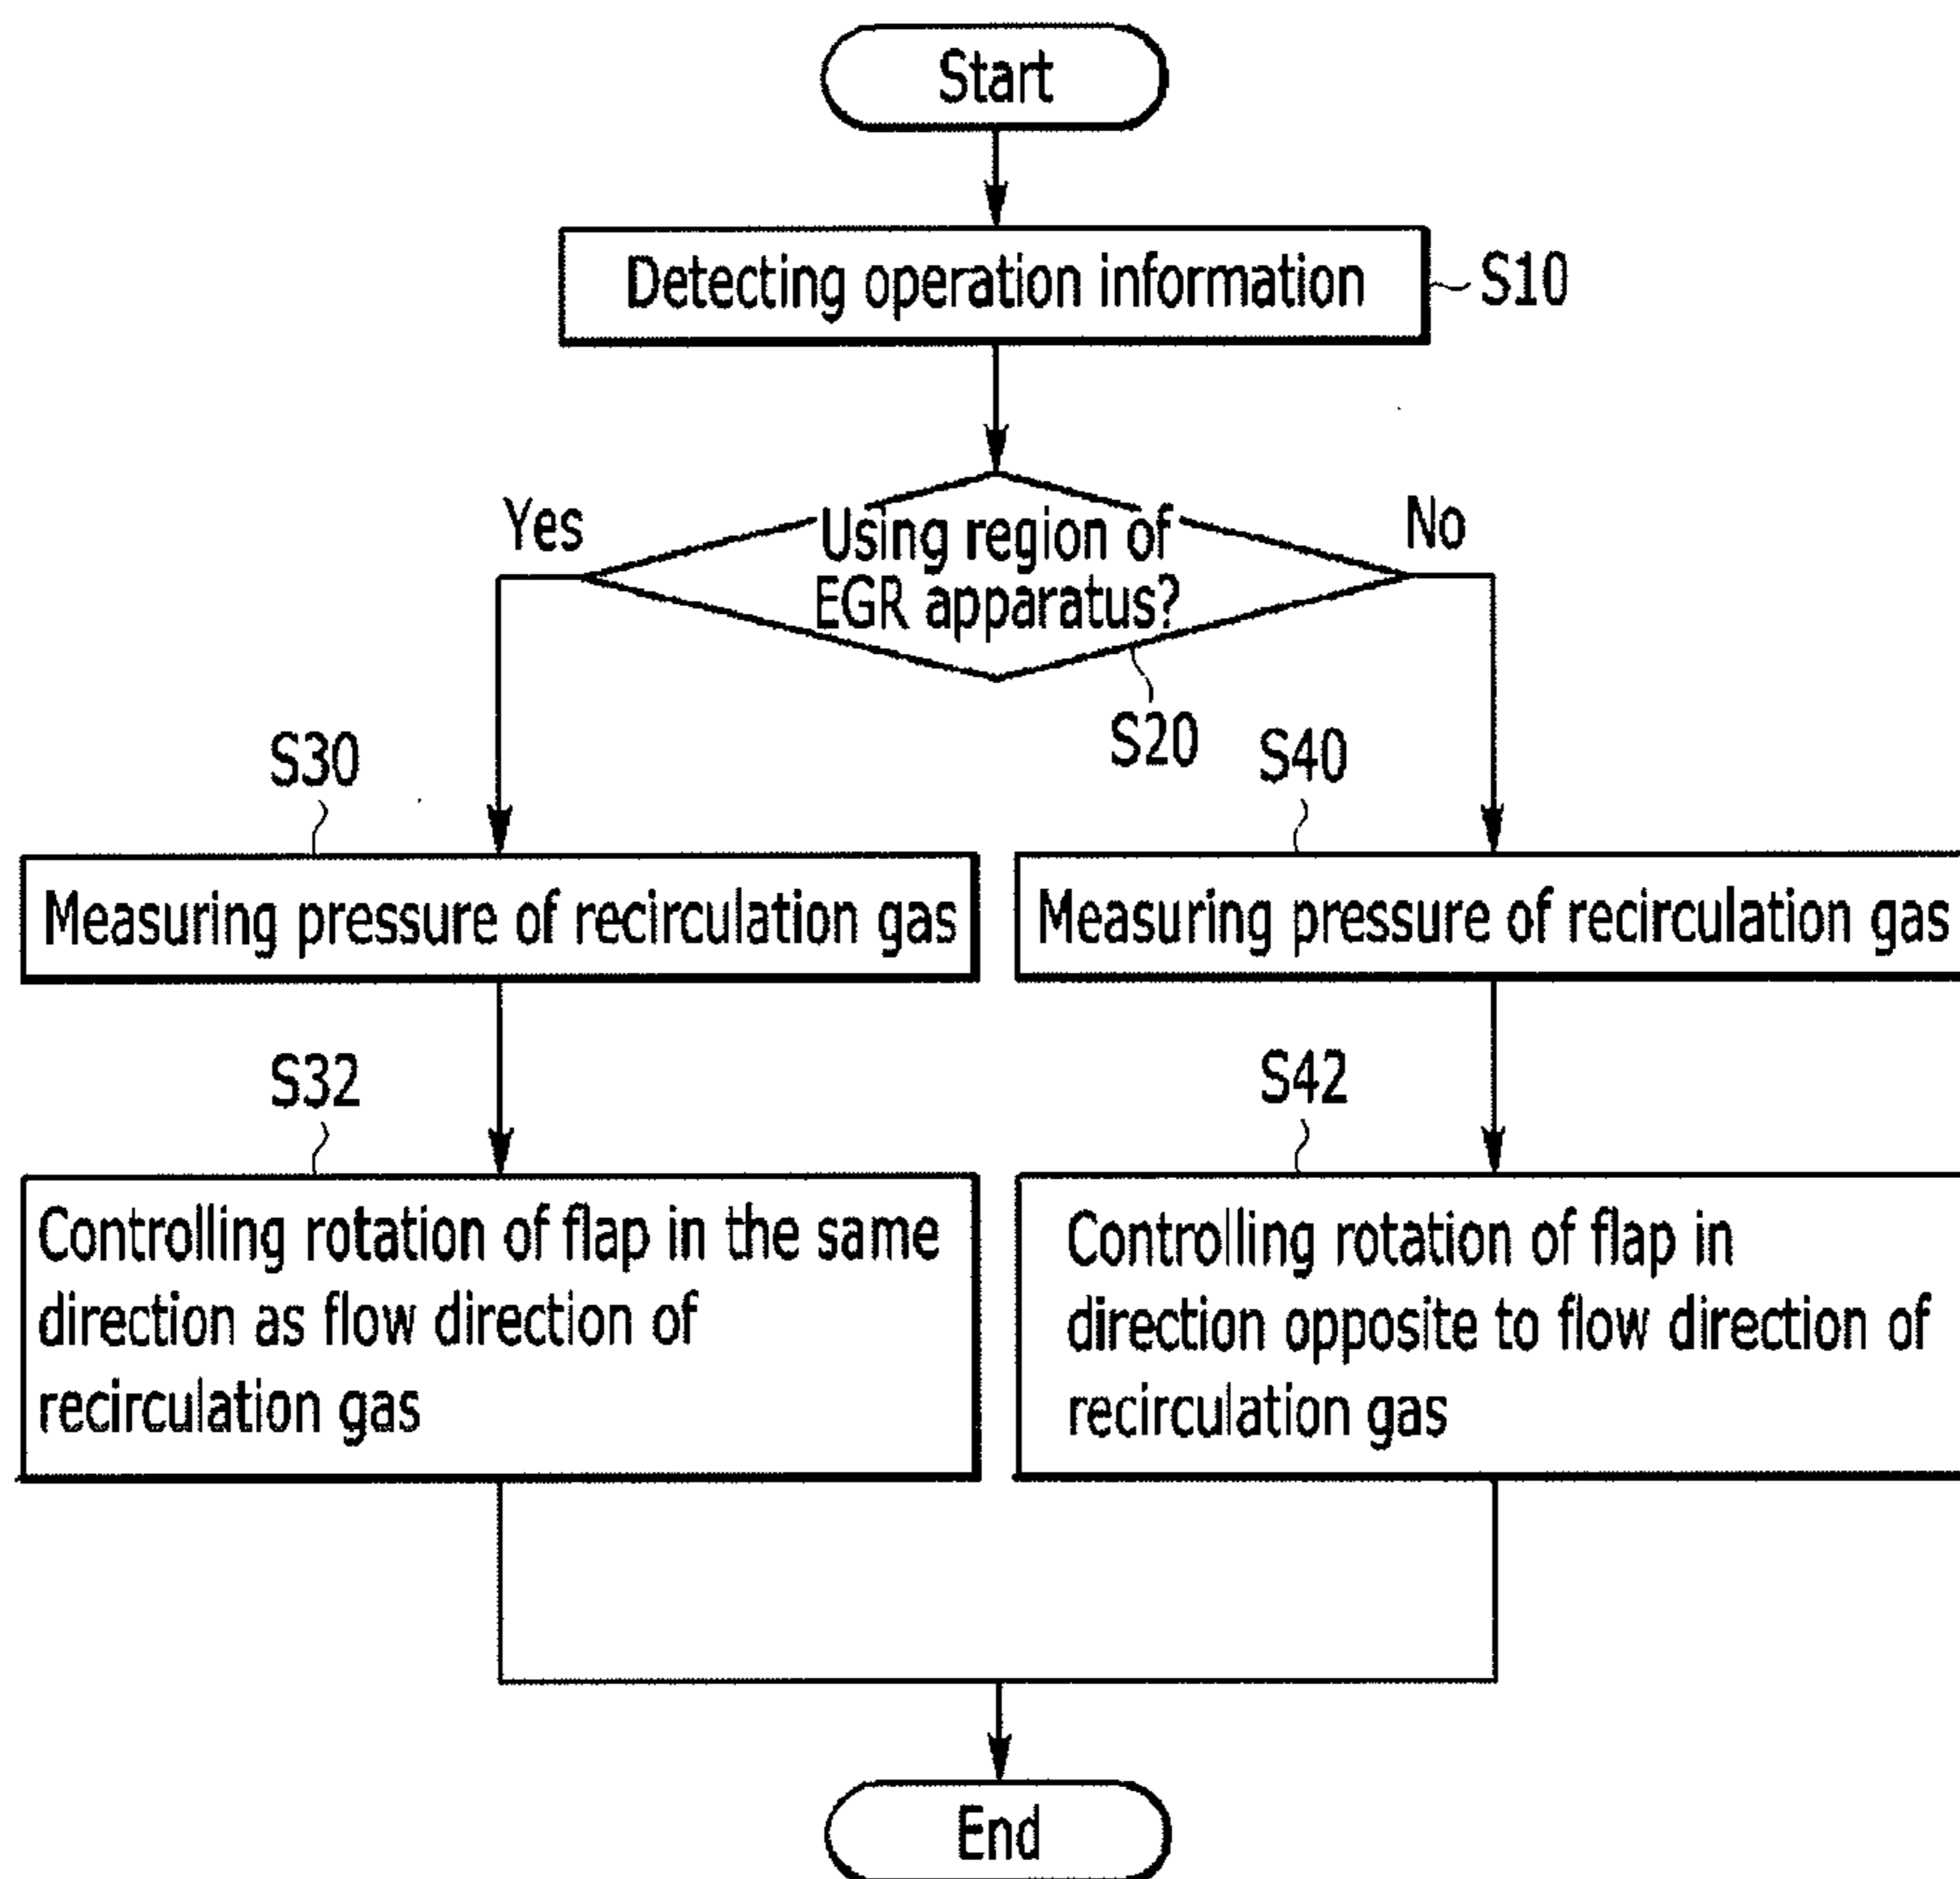 Start
Detecting operation information
S10
Yes
Using region of
EGR apparatus?
No
S20
S30
S40
Measuring pressure of recirculation gas
Measuring pressure of recirculation gas
S32
S42
Controlling rotation of flap in the same
direction as flow direction of
recirculation gas
Controlling rotation of flap in
direction opposite to flow direction of
recirculation gas
End